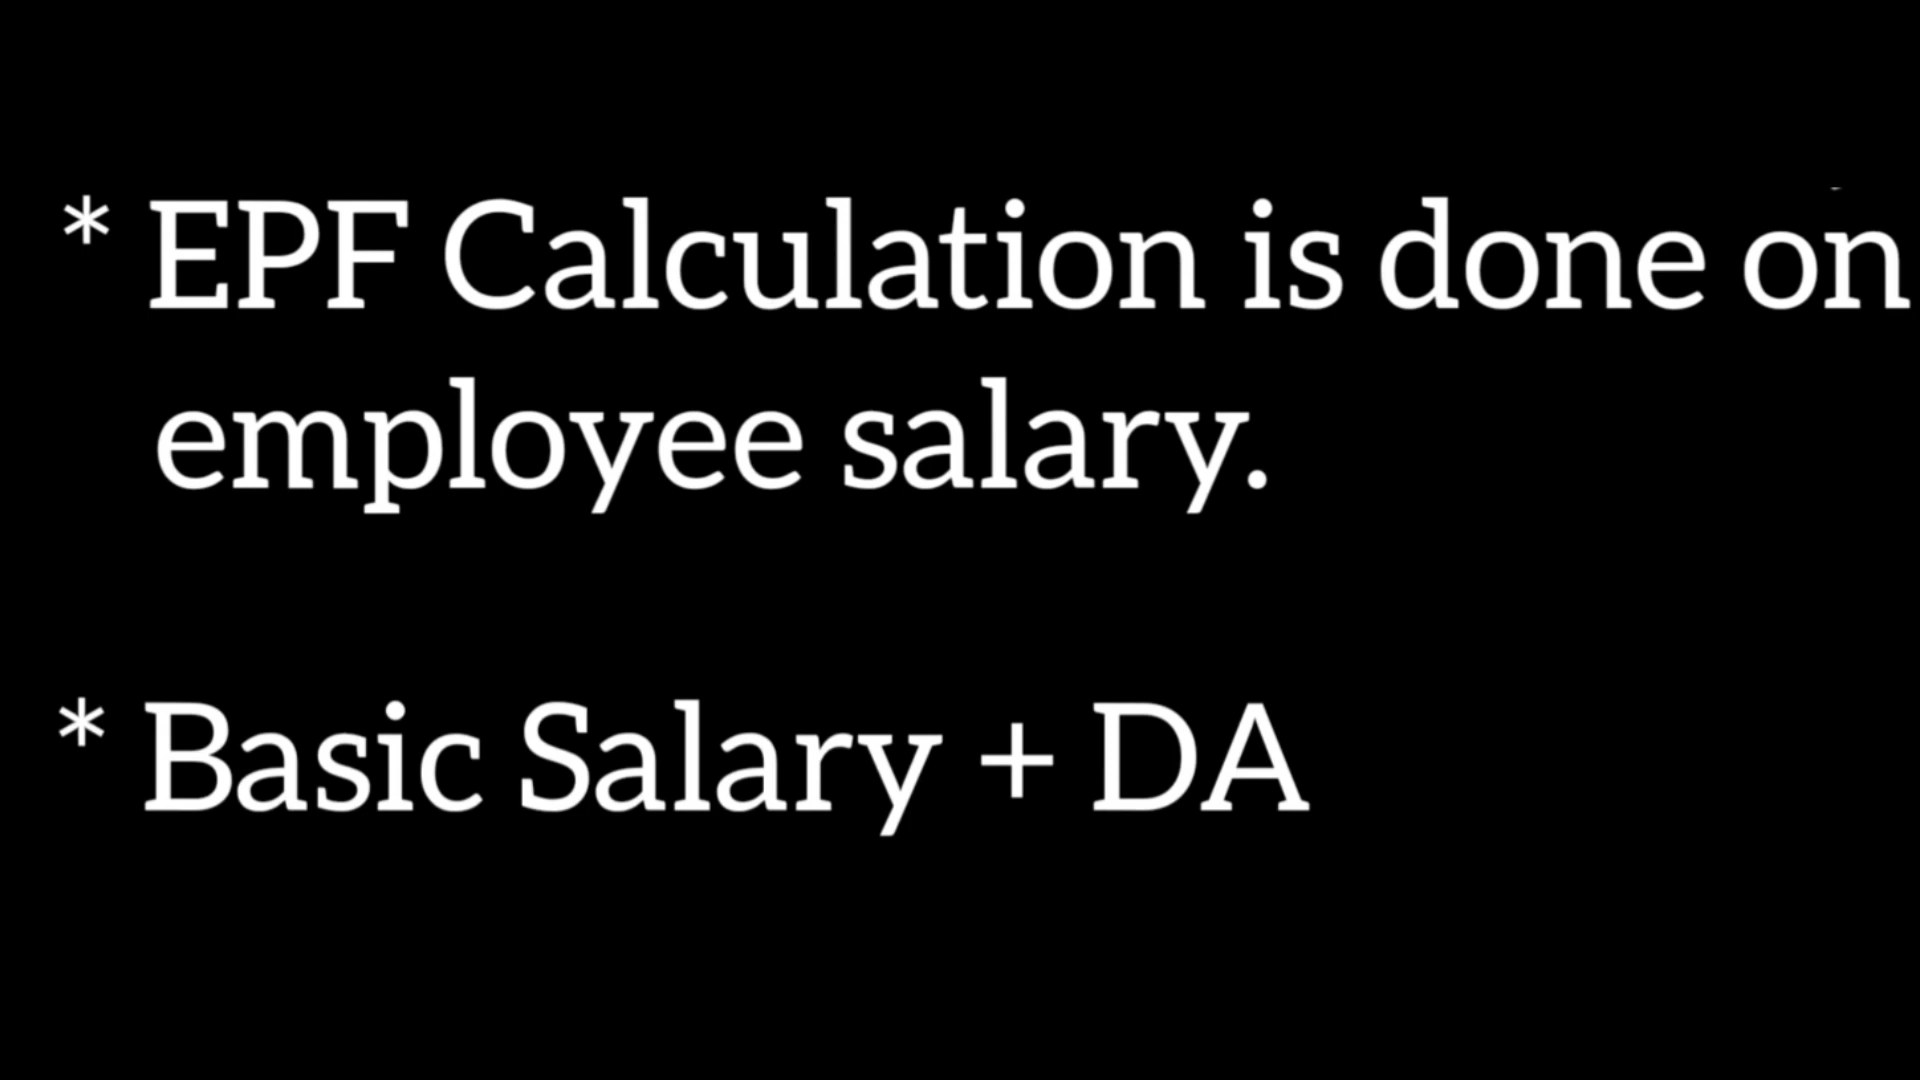 * EPF Calculation is done on
employee salary.
* Basic Salary + DA